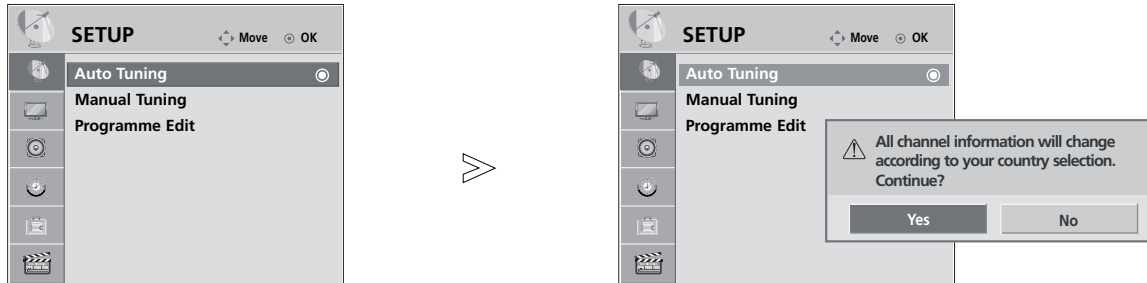 SETUP
Move
OK
Auto Tuning
Manual Tuning
Programme Edit
SETUP
Move
OK
Auto Tuning
Manual Tuning
Programme Edit
All channel information will change
according to your country selection.
Continue?
Yes
No